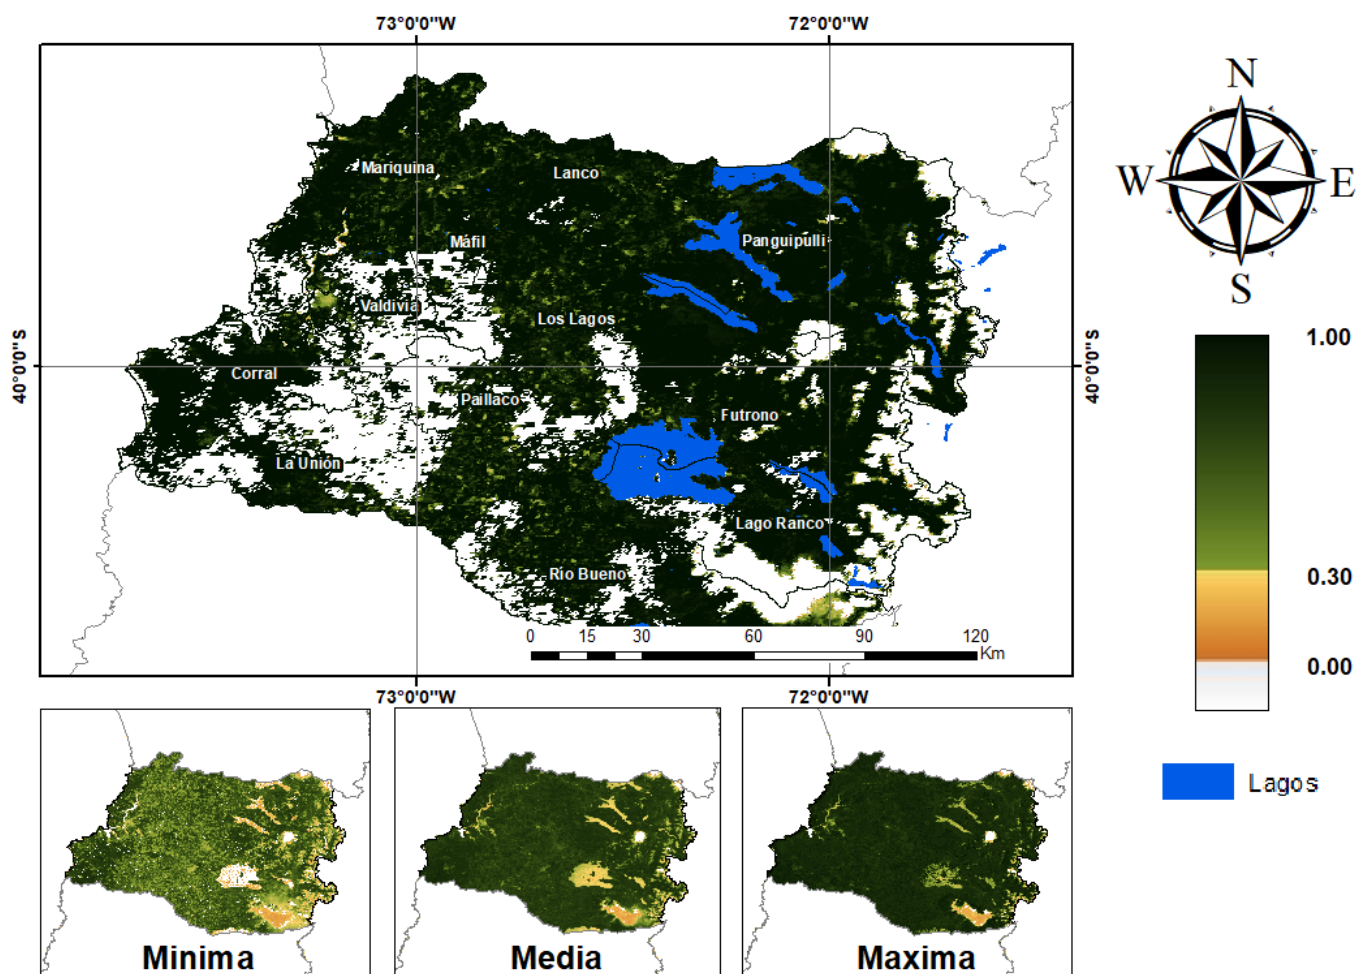 73°0'0"W 72°0'0"W
N
W E
S
Mariquina
Lanco
Máfil
Panguipulli
Valdivia
Los Lagos
40°0'0"S
40°0'0"S
Corral
Paillaco
Futrono
La Unión
Lago Ranco
Río Bueno
0 15 30 60 90 120
Km
73°0'0"W 72°0'0"W
1.00
0.30
0.00
Lagos
Minima
Media
Maxima